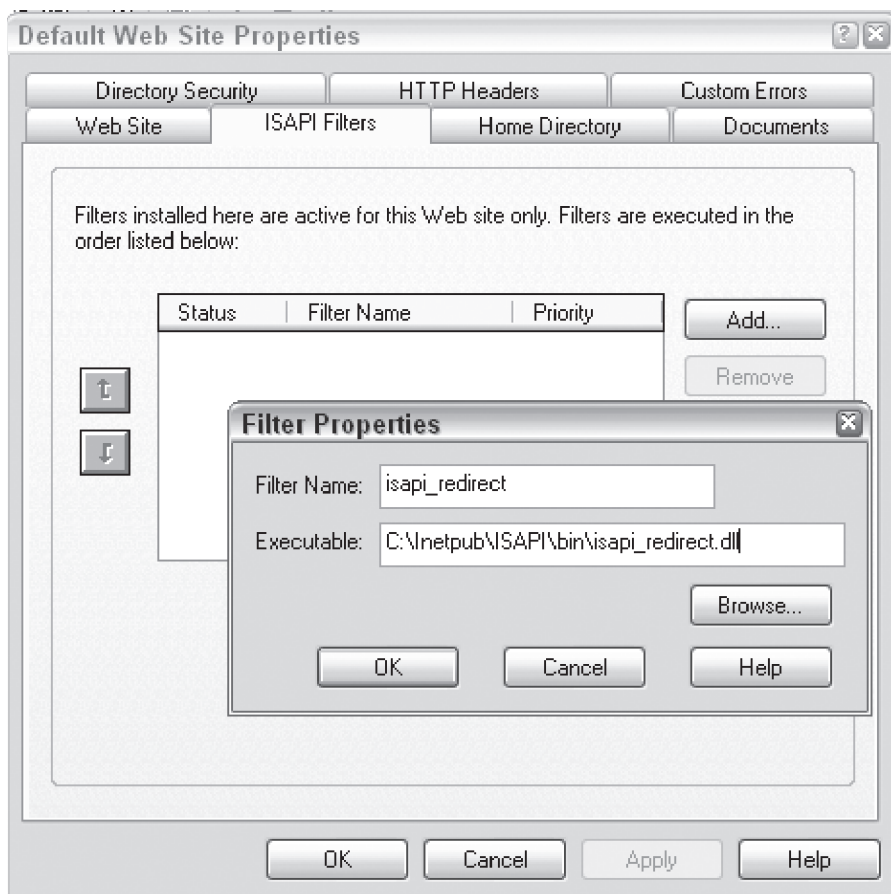 Default Web Site Properties
Directory Security
HTTP Headers
Custom Errors
Web Site
ISAPI Filters
Home Directory
Documents
Filters installed here are active for this Web site only. Filters are executed in the
order listed below:
Status
Filter Name
Priority
Add...
Remove
Filter Properties
Filter Name:
isapi_redirect
Executable:
C:\Inetpub\ISAPI\bin\isapi_redirect.dll
Browse...
OK
Cancel
Help
OK
Cancel
Apply
Help